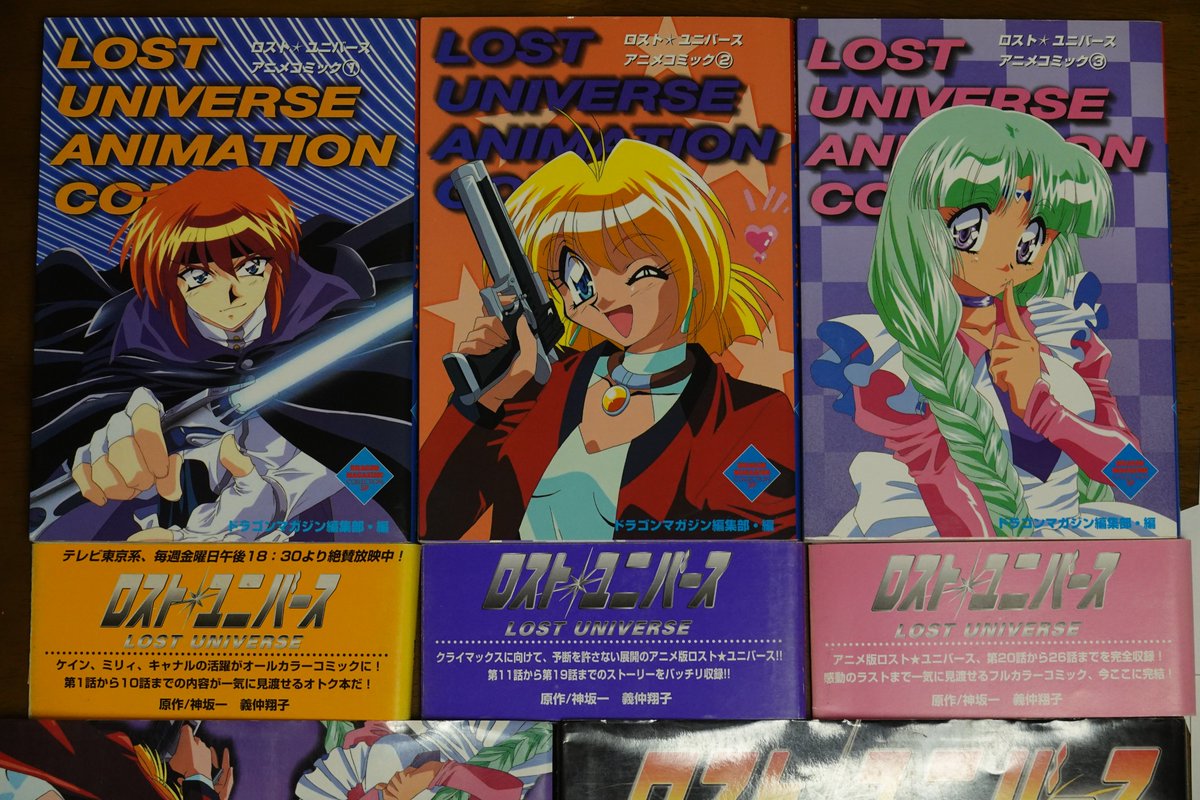 LOST
UNIVERSE
ANIMATION
CO
ロスト★ユニバース
アニメコミック①
LOST
UNIVERSE
ANIMATION
CO
ロスト★ユニバース
アニメコミック②
LOST
UNIVERSE
ANIMATION
CO
ロスト★ユニバース
アニメコミック③
ドラゴンマガジン編集部・編
ドラゴンマガジン編集部・編
ドラゴンマガジン編集部・編
テレビ東京系、毎週金曜日午後18:30より絶賛放映中!
ロスト★ユニバース
LOST UNIVERSE
ケイン、ミリィ、キャナルの活躍がオールカラーコミックに!
第1話から10話までの内容が一気に見渡せるオトク本だ!
原作/神坂一 義仲翔子
ロスト★ユニバース
LOST UNIVERSE
クライマックスに向けて、予断を許さない展開のアニメ版ロスト★ユニバース!!
第11話から第19話までのストーリーをバッチリ収録!!
原作/神坂一 義仲翔子
ロスト★ユニバース
LOST UNIVERSE
アニメ版ロスト★ユニバース、第20話から26話までを完全収録!
感動のラストまで一気に見渡せるフルカラーコミック、今ここに完結!
原作/神坂一 義仲翔子
ロスト★ユニバース